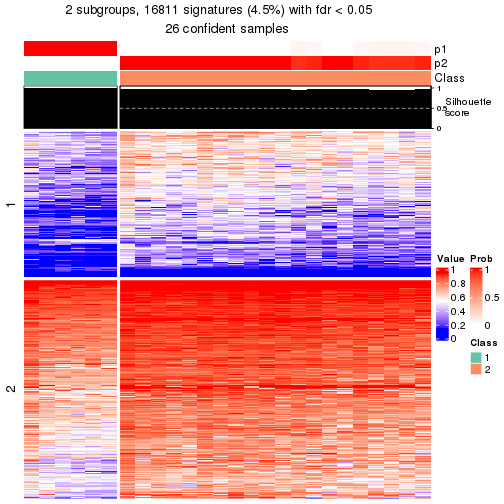 2 subgroups, 16811 signatures (4.5%) with fdr < 0.05
26 confident samples
p1
p2
Class
1
0.5
0
Silhouette
score
1
2
Value
1
0.8
0.6
0.4
0.2
0
Prob
1
0.5
0
Class
1
2